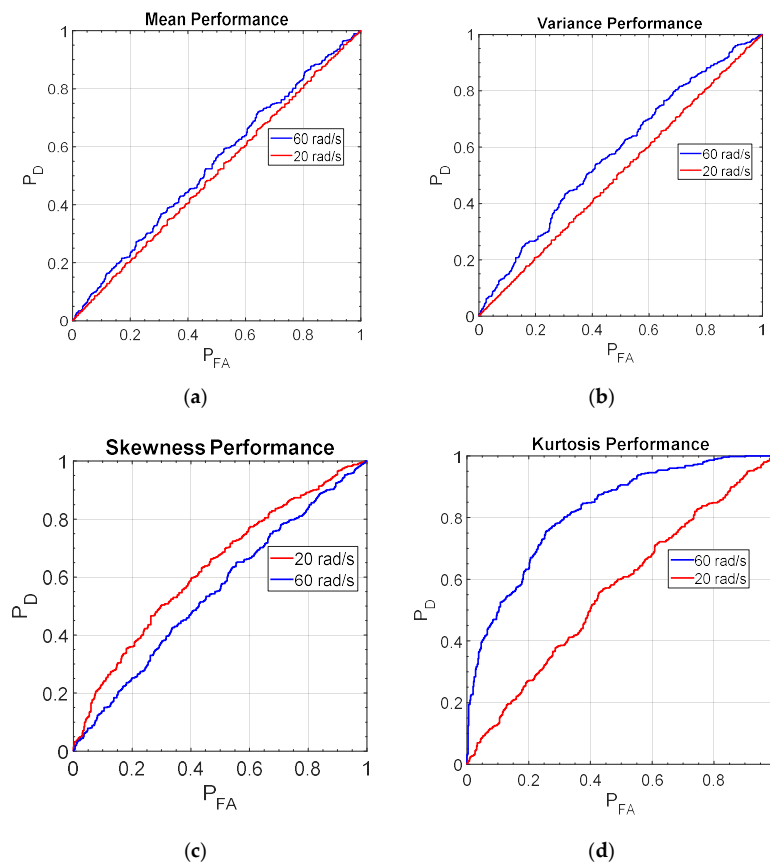 Mean Performance
1
0.8
0.6
0.4
0.2
0
P_D
60 rad/s
20 rad/s
0 0.2 0.4 0.6 0.8 1
P_FA
(a)
Variance Performance
1
0.8
0.6
0.4
0.2
0
P_D
60 rad/s
20 rad/s
0 0.2 0.4 0.6 0.8 1
P_FA
(b)
Skewness Performance
1
0.8
0.6
0.4
0.2
0
P_D
20 rad/s
60 rad/s
0 0.2 0.4 0.6 0.8 1
P_FA
(c)
Kurtosis Performance
1
0.8
0.6
0.4
0.2
0
P_D
60 rad/s
20 rad/s
0 0.2 0.4 0.6 0.8
P_FA
(d)